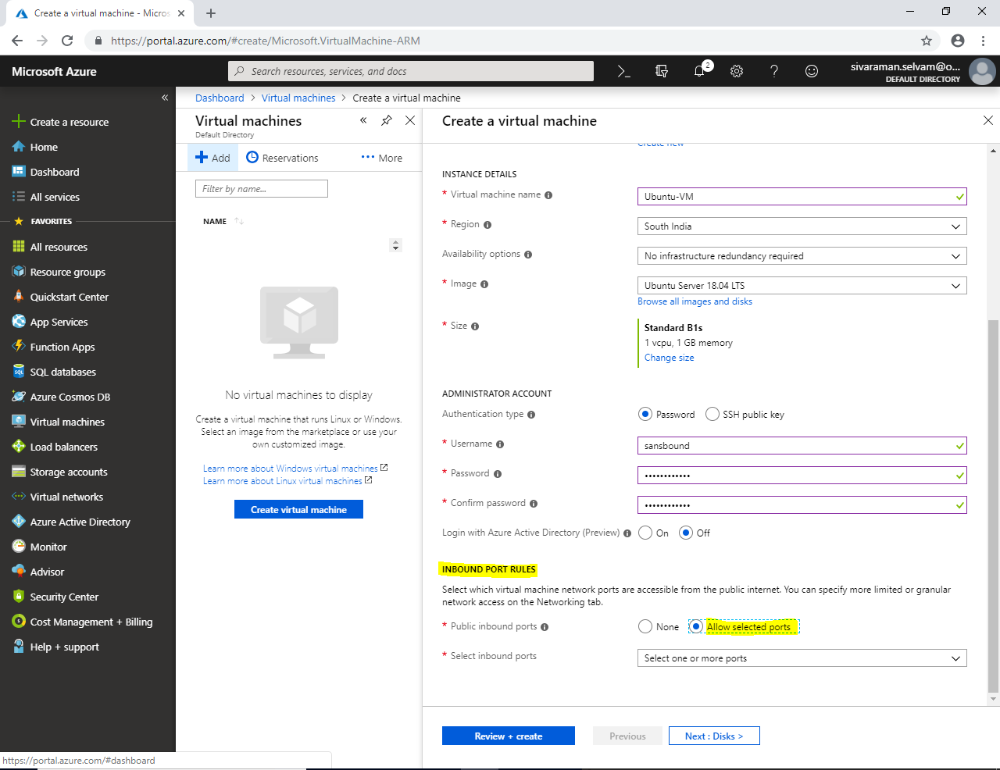 Create a virtual machine - Micros
https://portal.azure.com/#create/Microsoft.VirtualMachine-ARM
Microsoft Azure
Search resources, services, and docs
2
sivaraman.selvam@o...
DEFAULT DIRECTORY
Create a resource
Home
Dashboard
All services
FAVORITES
All resources
Resource groups
Quickstart Center
App Services
Function Apps
SQL databases
Azure Cosmos DB
Virtual machines
Load balancers
Storage accounts
Virtual networks
Azure Active Directory
Monitor
Advisor
Security Center
Cost Management + Billing
Help + support
https://portal.azure.com/#dashboard
Dashboard > Virtual machines > Create a virtual machine
Virtual machines
Default Directory
Add Reservations More
Filter by name...
NAME
No virtual machines to display
Create a virtual machine that runs Linux or Windows.
Select an image from the marketplace or use your
own customized image.
Learn more about Windows virtual machines
Learn more about Linux virtual machines
Create virtual machine
Create a virtual machine
Create new
INSTANCE DETAILS
* Virtual machine name Ubuntu-VM
* Region South India
Availability options No infrastructure redundancy required
* Image Ubuntu Server 18.04 LTS
Browse all images and disks
* Size Standard B1s
1 vcpu, 1 GB memory
Change size
ADMINISTRATOR ACCOUNT
Authentication type Password SSH public key
* Username sansbound
* Password ••••••••••••
* Confirm password ••••••••••••
Login with Azure Active Directory (Preview) On Off
INBOUND PORT RULES
Select which virtual machine network ports are accessible from the public internet. You can specify more limited or granular
network access on the Networking tab.
* Public inbound ports None Allow selected ports
* Select inbound ports Select one or more ports
Review + create Previous Next : Disks >